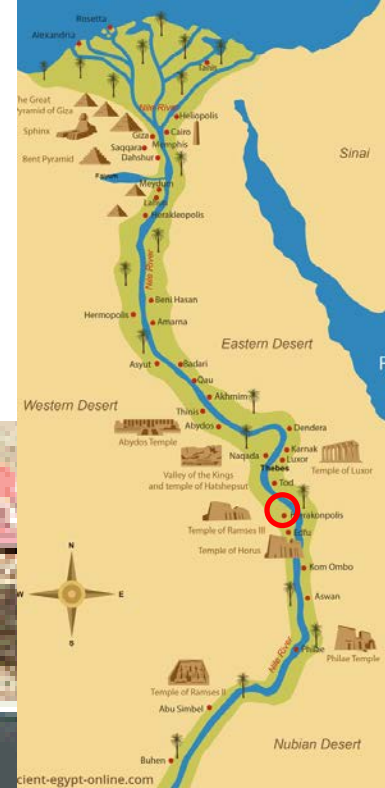 Rosetta
Alexandria
Tanis
Nile River
Heliopolis
The Great
Pyramid of Giza
Giza
Cairo
Sphinx
Memphis
Saqqara
Dahshur
Bent Pyramid
Sinai
Meydum
Herakleopolis
Nile River
Beni Hasan
Hermopolis
Amarna
Eastern Desert
Asyut
Badari
Qau
Western Desert
Akhmim
Thinis
Abydos
Dendera
Abydos Temple
Karnak
Naqada
Luxor
Thebes
Temple of Luxor
Valley of the Kings
and temple of Hatshepsut
Tod
Temple of Ramses III
Edfu
Temple of Horus
Kom Ombo
Aswan
Nile River
Philae
Philae Temple
Temple of Ramses II
Abu Simbel
Nubian Desert
Buhen
cient-egypt-online.com
N
W
E
S